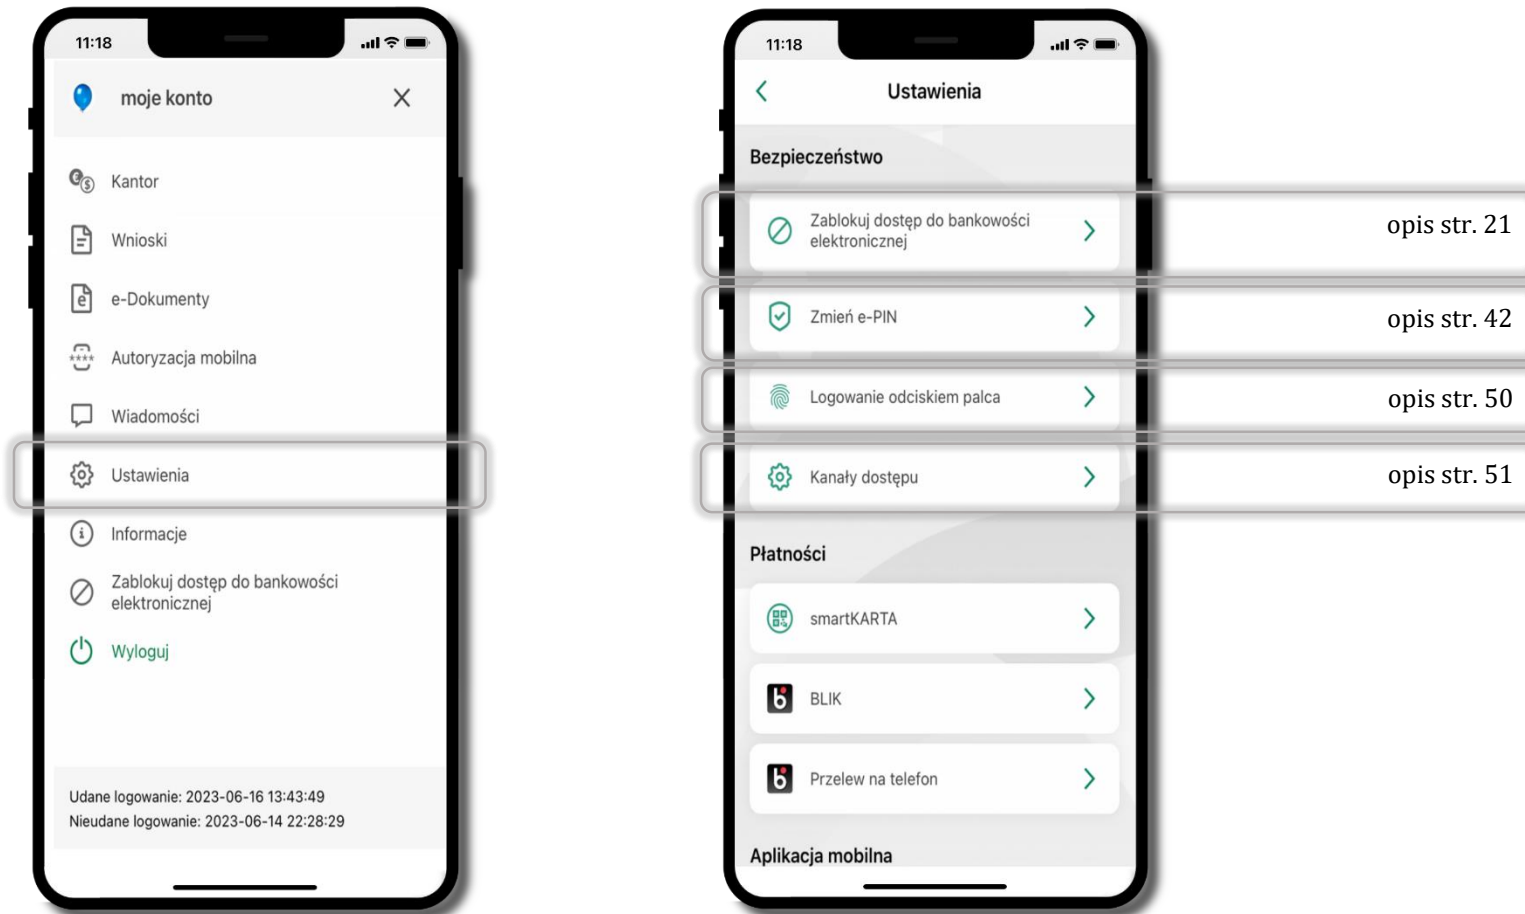 11:18
moje konto
Kantor
Wnioski
e-Dokumenty
Autoryzacja mobilna
Wiadomości
Ustawienia
Informacje
Zablokuj dostęp do bankowości
elektronicznej
Wyloguj
Udane logowanie: 2023-06-16 13:43:49
Nieudane logowanie: 2023-06-14 22:28:29
11:18
Ustawienia
Bezpieczeństwo
Zablokuj dostęp do bankowości
elektronicznej
opis str. 21
Zmień e-PIN
opis str. 42
Logowanie odciskiem palca
opis str. 50
Kanały dostępu
opis str. 51
Płatności
smartKARTA
BLIK
Przelew na telefon
Aplikacja mobilna